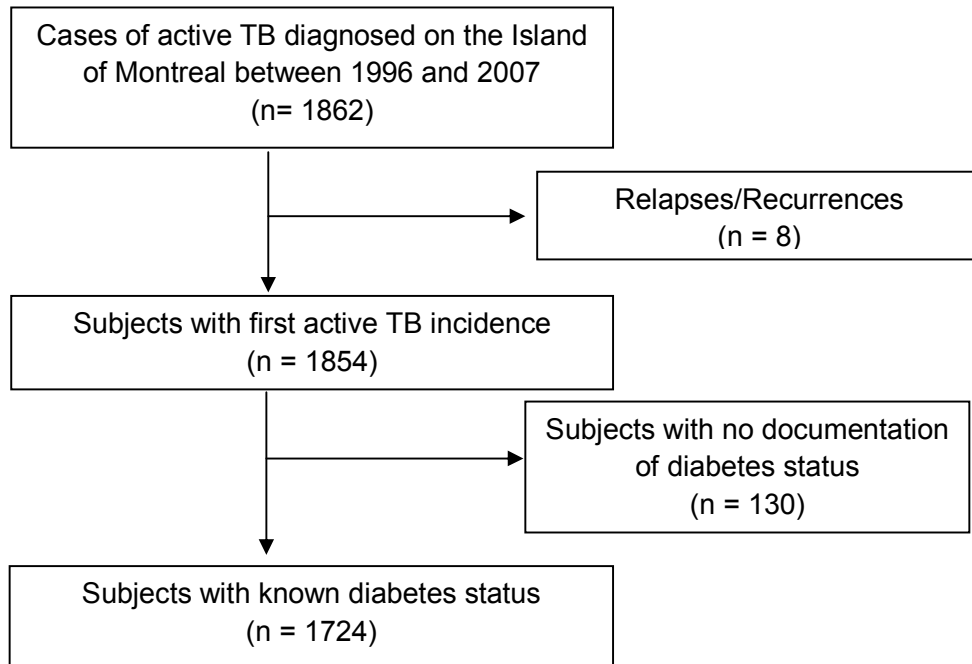 Cases of active TB diagnosed on the Island
of Montreal between 1996 and 2007
(n= 1862)
Relapses/Recurrences
(n = 8)
Subjects with first active TB incidence
(n = 1854)
Subjects with no documentation
of diabetes status
(n = 130)
Subjects with known diabetes status
(n = 1724)